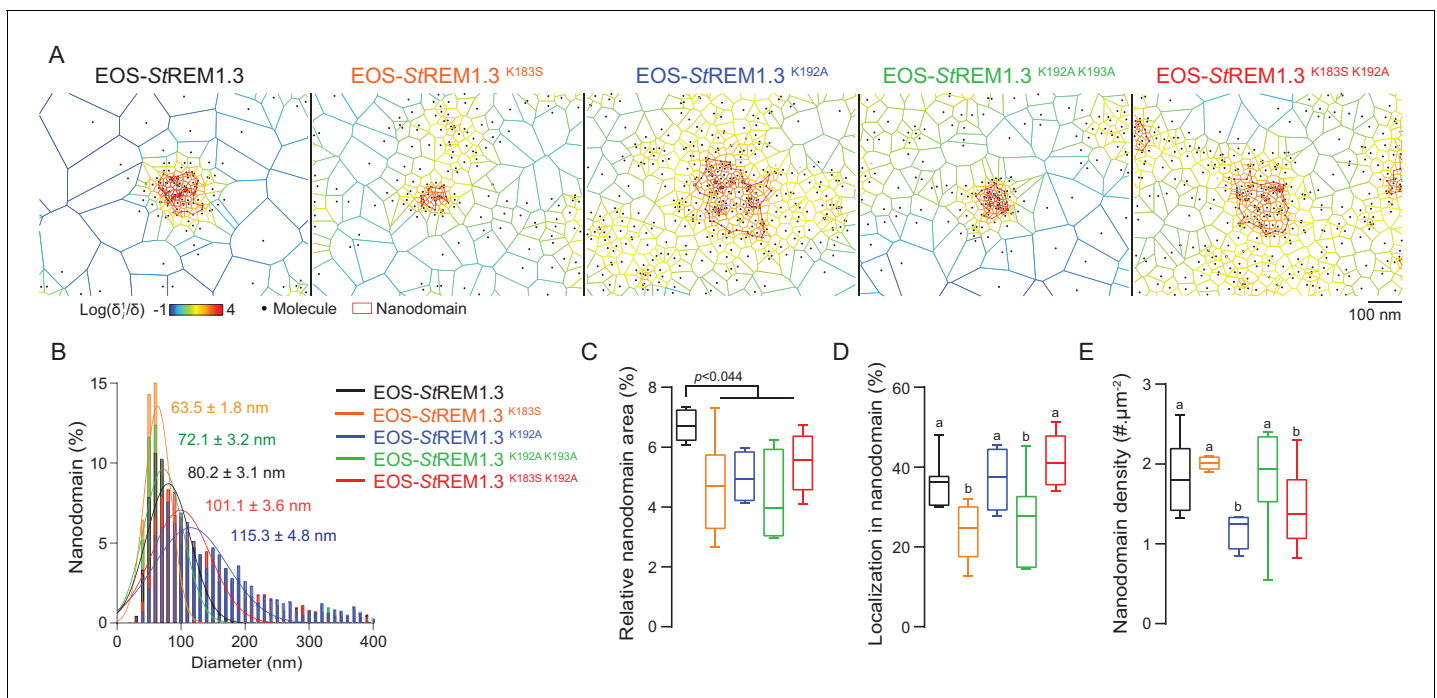 A
EOS-StREM1.3
EOS-StREM1.3 K183S
EOS-StREM1.3 K192A
EOS-StREM1.3 K192A K193A
EOS-StREM1.3 K183S K192A
Log(δ¹ᵢ/δ) -1 4 • Molecule Nanodomain
100 nm
B
Nanodomain (%)
15
10
5
0
0 100 200 300 400
Diameter (nm)
63.5 ± 1.8 nm
72.1 ± 3.2 nm
80.2 ± 3.1 nm
101.1 ± 3.6 nm
115.3 ± 4.8 nm
EOS-StREM1.3
EOS-StREM1.3 K183S
EOS-StREM1.3 K192A
EOS-StREM1.3 K192A K193A
EOS-StREM1.3 K183S K192A
C
Relative nanodomain area (%)
8
6
4
2
0
p<0.044
D
Localization in nanodomain (%)
60
40
20
0
a b a b a
E
Nanodomain density (#.µm⁻²)
3
2
1
0
a a b a b